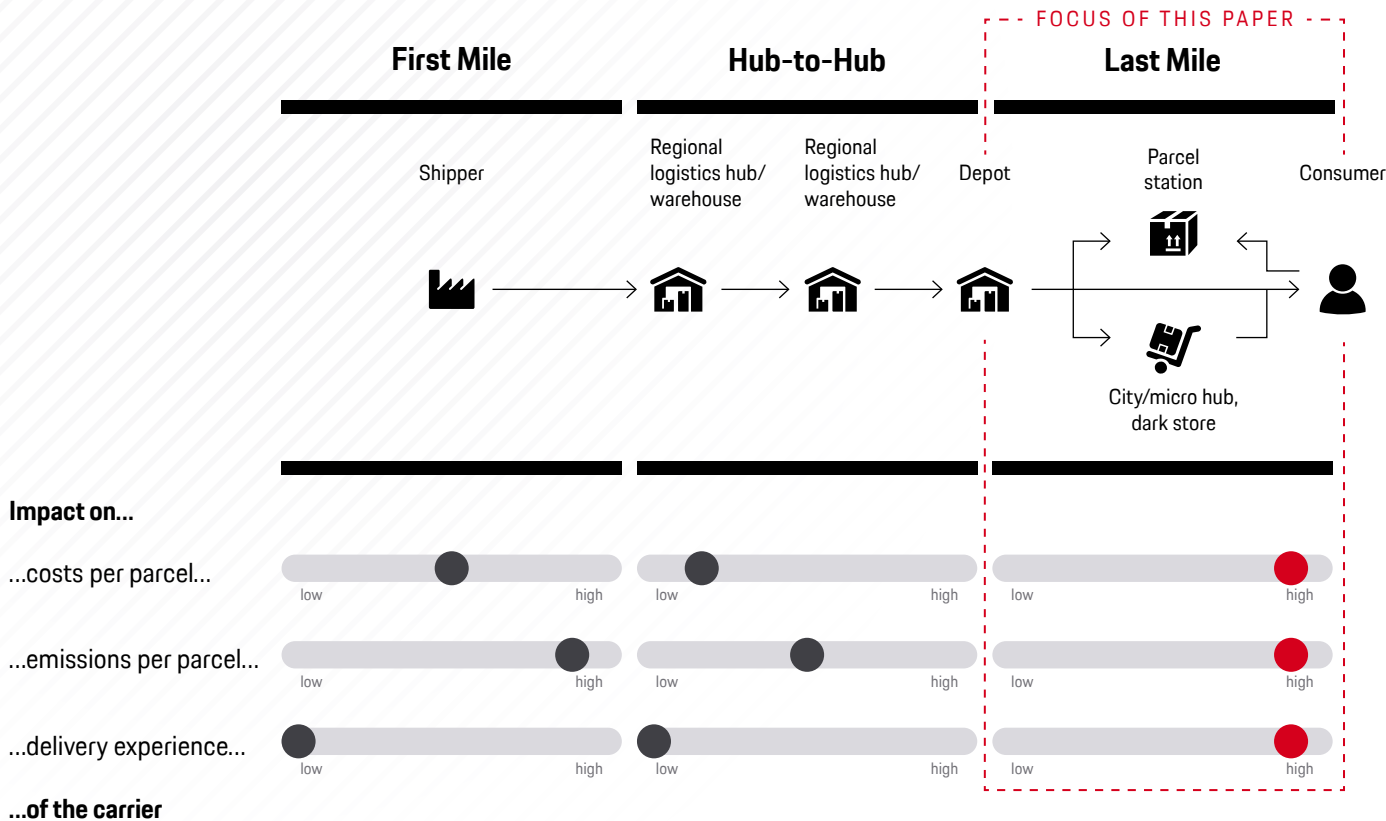 FOCUS OF THIS PAPER
First Mile
Hub-to-Hub
Last Mile
Shipper
Regional
logistics hub/
warehouse
Regional
logistics hub/
warehouse
Depot
Parcel
station
Consumer
City/micro hub,
dark store
Impact on...
...costs per parcel...
low
high
low
high
low
high
...emissions per parcel...
low
high
low
high
low
high
...delivery experience...
low
high
low
high
low
high
...of the carrier